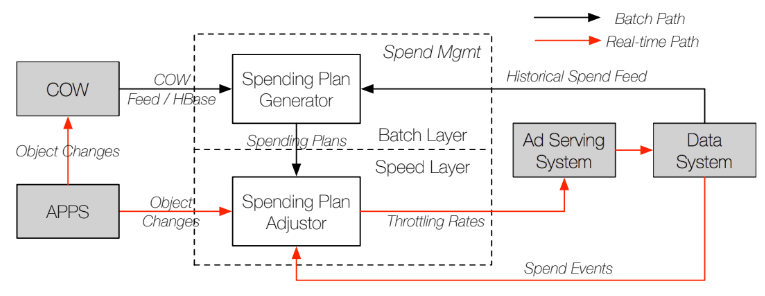 Batch Path
Real-time Path
Spend Mgmt
COW
COW
Feed / HBase
Spending Plan
Generator
Historical Spend Feed
Object Changes
Spending Plans
Batch Layer
Speed Layer
Ad Serving
System
Data
System
APPS
Object
Changes
Spending Plan
Adjustor
Throttling Rates
Spend Events